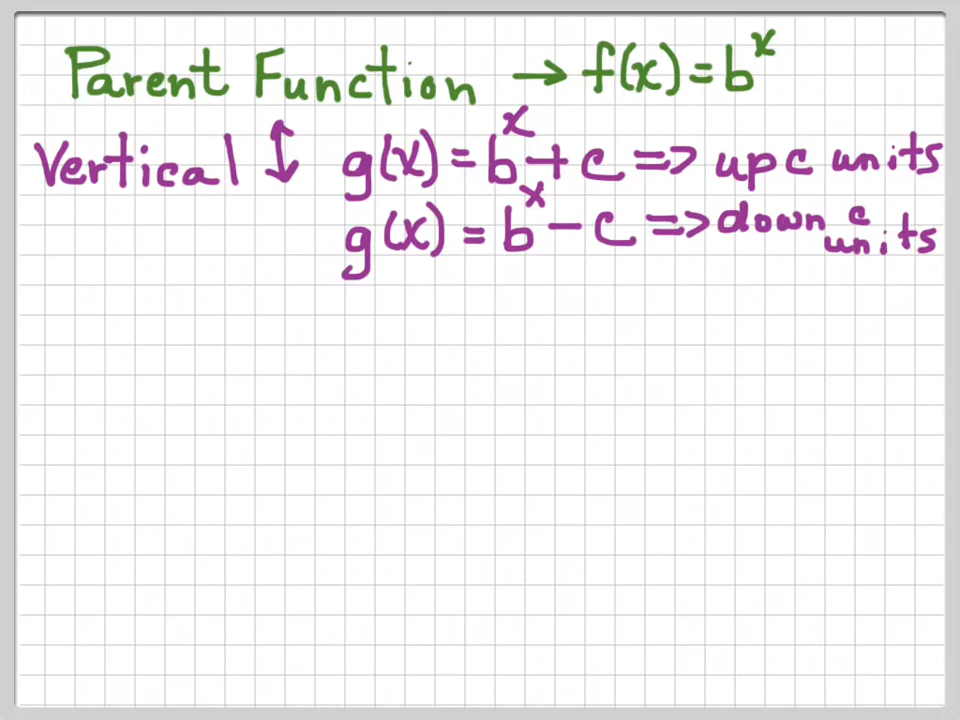 Parent Function → f(x) = b^x
Vertical ↕ g(x) = b^x + c => up c units
g(x) = b^x - c => down c units